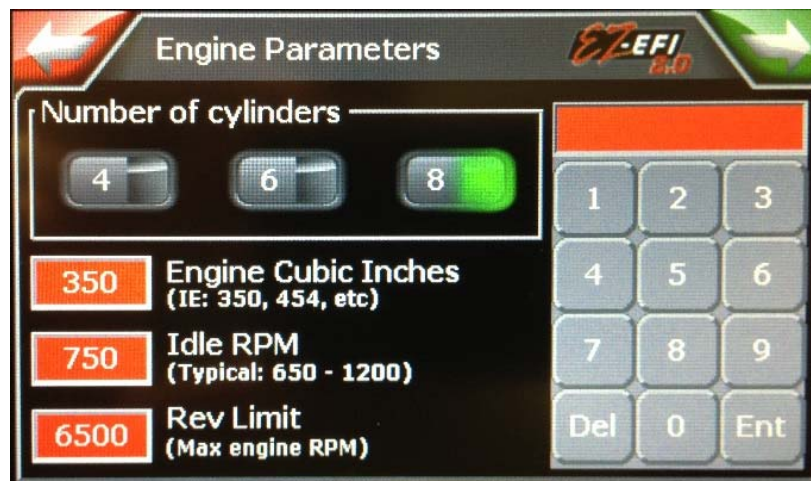 Engine Parameters
EZ-EFI
2.0
Number of cylinders
4 6 8
350 Engine Cubic Inches
(IE: 350, 454, etc)
750 Idle RPM
(Typical: 650 - 1200)
6500 Rev Limit
(Max engine RPM)
1 2 3
4 5 6
7 8 9
Del 0 Ent